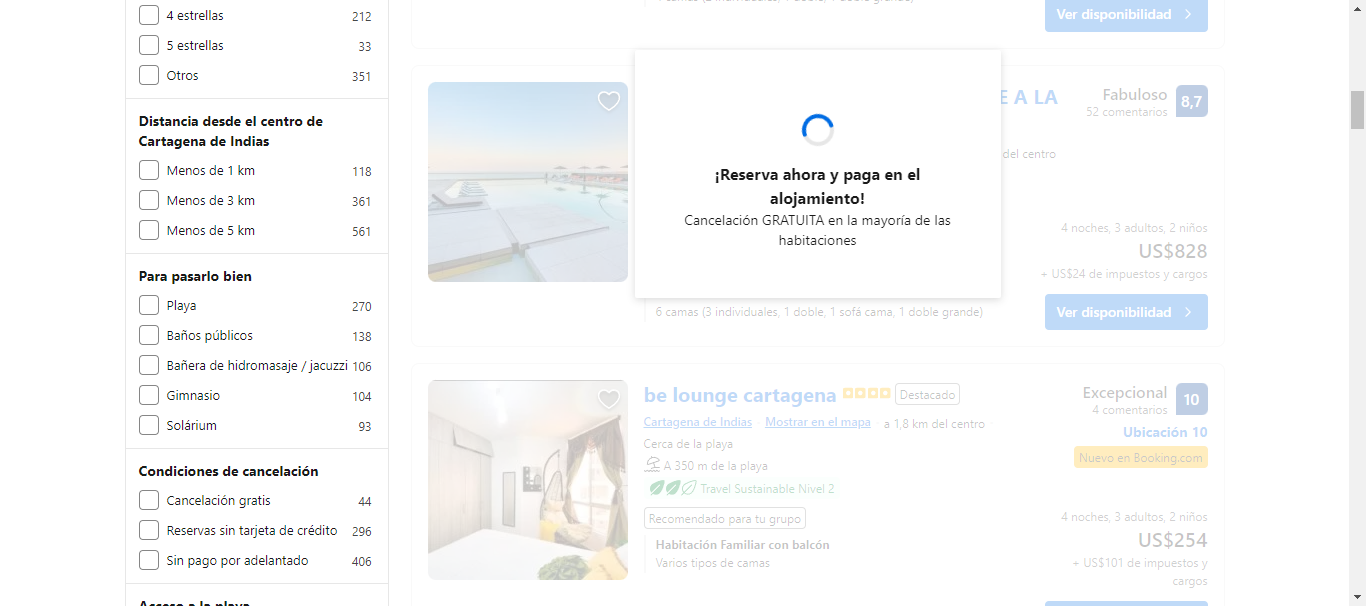 4 estrellas 212
5 estrellas 33
Otros 351
Distancia desde el centro de
Cartagena de Indias
Menos de 1 km 118
Menos de 3 km 361
Menos de 5 km 561
Para pasarlo bien
Playa 270
Baños públicos 138
Bañera de hidromasaje / jacuzzi 106
Gimnasio 104
Solárium 93
Condiciones de cancelación
Cancelación gratis 44
Reservas sin tarjeta de crédito 296
Sin pago por adelantado 406
Acceso a la playa
Ver disponibilidad
E A LA
Fabuloso 8,7
52 comentarios
del centro
¡Reserva ahora y paga en el
alojamiento!
Cancelación GRATUITA en la mayoría de las
habitaciones
4 noches, 3 adultos, 2 niños
US$828
+ US$24 de impuestos y cargos
6 camas (3 individuales, 1 doble, 1 sofá cama, 1 doble grande)
Ver disponibilidad
be lounge cartagena Destacado
Cartagena de Indias Mostrar en el mapa a 1,8 km del centro
Cerca de la playa
A 350 m de la playa
Travel Sustainable Nivel 2
Recomendado para tu grupo
Habitación Familiar con balcón
Varios tipos de camas
Excepcional 10
4 comentarios
Ubicación 10
Nuevo en Booking.com
4 noches, 3 adultos, 2 niños
US$254
+ US$101 de impuestos y
cargos